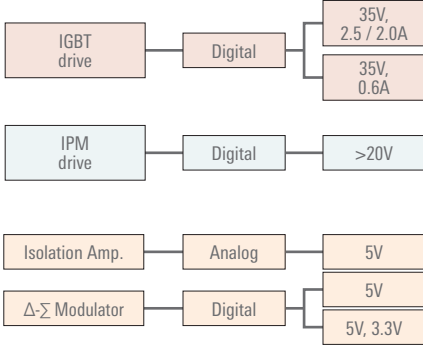 35V,
2.5 / 2.0A
IGBT
drive
Digital
35V,
0.6A
IPM
drive
Digital
>20V
Isolation Amp.
Analog
5V
Δ-∑ Modulator
Digital
5V
5V, 3.3V